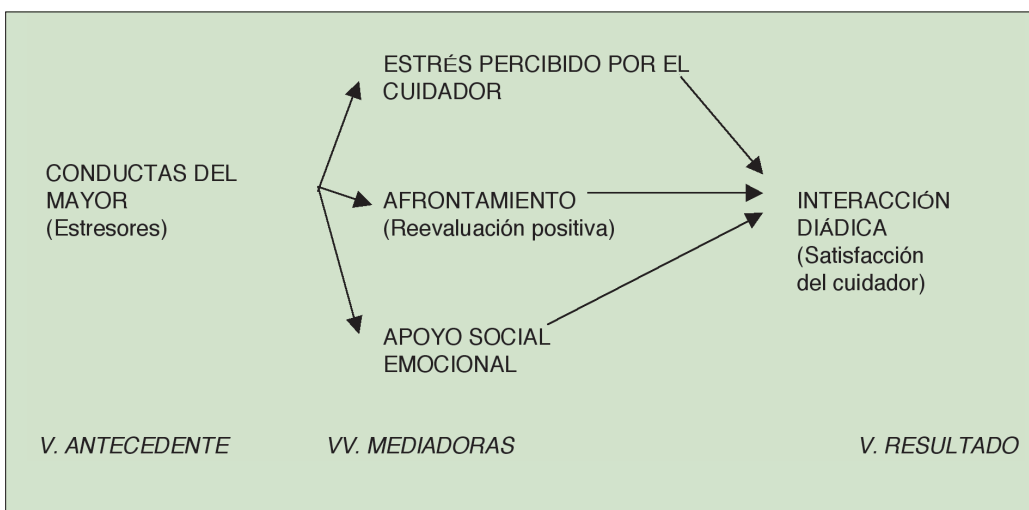 ESTRÉS PERCIBIDO POR EL
CUIDADOR
CONDUCTAS DEL
MAYOR
(Estresores)
AFRONTAMIENTO
(Reevaluación positiva)
INTERACCIÓN
DIÁDICA
(Satisfacción
del cuidador)
APOYO SOCIAL
EMOCIONAL
V. ANTECEDENTE
VV. MEDIADORAS
V. RESULTADO